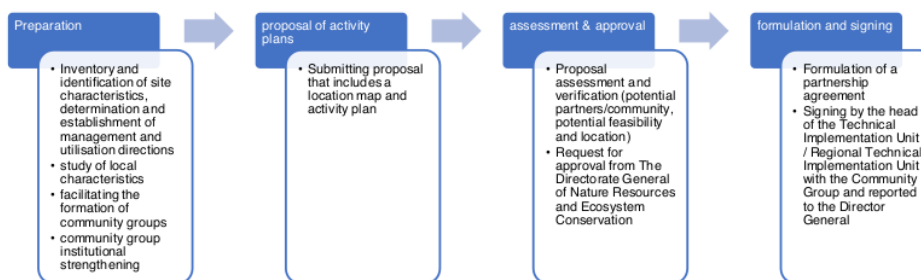 Preparation
• Inventory and
identification of site
characteristics,
determination and
establishment of
management and
utilisation directions
• study of local
characteristics
• facilitating the
formation of
community groups
• community group
institutional
strengthening
proposal of activity
plans
• Submitting proposal
that includes a
location map and
activity plan
assessment & approval
• Proposal
assessment and
verification (potential
partners/community,
potential feasibility
and location)
• Request for
approval from The
Directorate General
of Nature Resources
and Ecosystem
Conservation
formulation and signing
• Formulation of a
partnership
agreement
• Signing by the head
of the Technical
Implementation Unit
/ Regional Technical
Implementation Unit
with the Community
Group and reported
to the Director
General